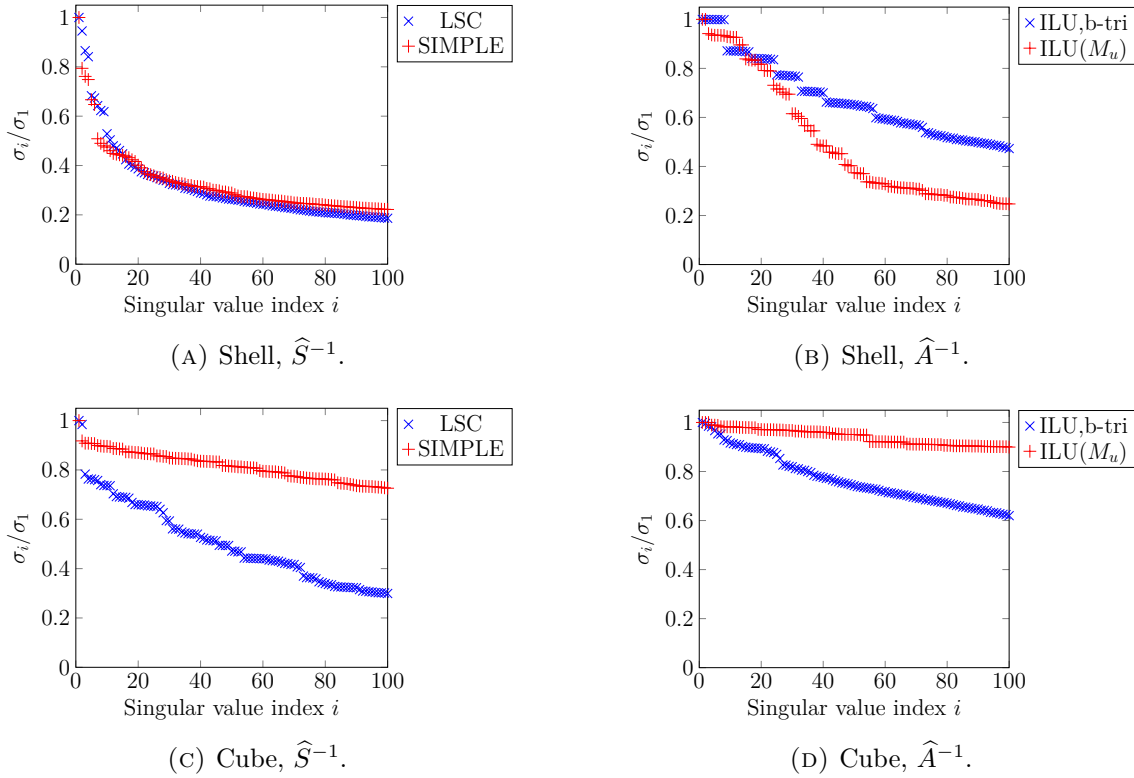 1
0.8
0.6
0.4
0.2
0
σi/σ1
0 20 40 60 80 100
Singular value index i
LSC
SIMPLE
(A) Shell, Ŝ⁻¹.
1
0.8
0.6
0.4
0.2
0
σi/σ1
0 20 40 60 80 100
Singular value index i
ILU,b-tri
ILU(Mu)
(B) Shell, Â⁻¹.
1
0.8
0.6
0.4
0.2
0
σi/σ1
0 20 40 60 80 100
Singular value index i
LSC
SIMPLE
(C) Cube, Ŝ⁻¹.
1
0.8
0.6
0.4
0.2
0
σi/σ1
0 20 40 60 80 100
Singular value index i
ILU,b-tri
ILU(Mu)
(D) Cube, Â⁻¹.